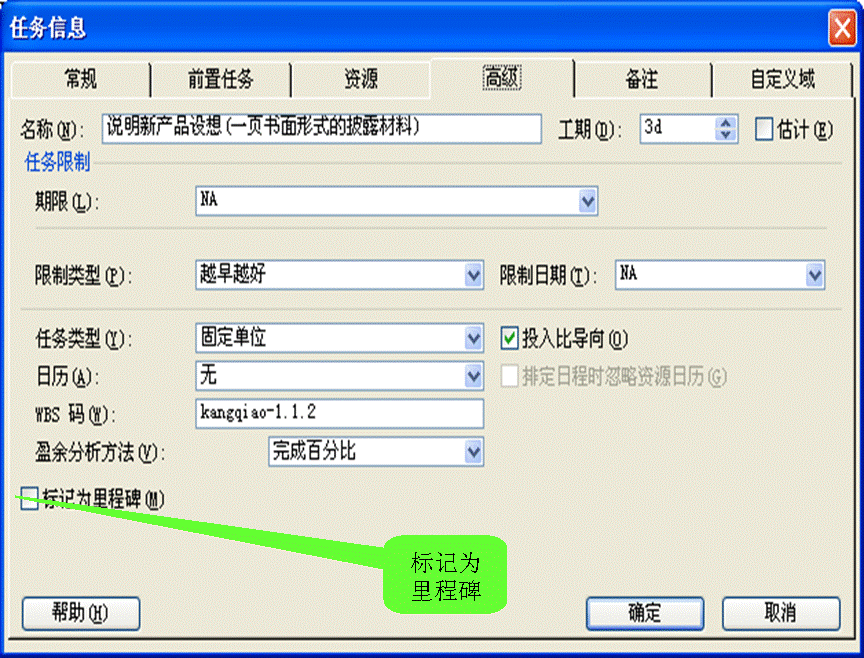 任务信息
常规 前置任务 资源 高级 备注 自定义域
名称(N): 说明新产品设想(一页书面形式的披露材料) 工期(D): 3d 估计(E)
任务限制
期限(L): NA
限制类型(P): 越早越好 限制日期(T): NA
任务类型(Y): 固定单位 投入比导向(O)
日历(A): 无 排定日程时忽略资源日历(G)
WBS 码(W): kangqiao-1.1.2
盈余分析方法(V): 完成百分比
标记为里程碑(M)
标记为
里程碑
帮助(H) 确定 取消